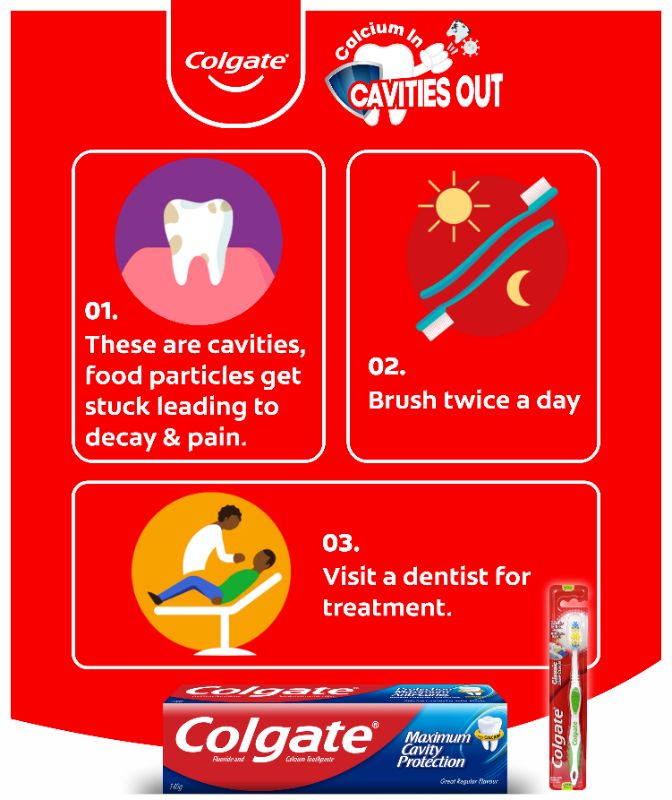 Colgate
Calcium In
CAVITIES OUT
01.
These are cavities,
food particles get
stuck leading to
decay & pain.
02.
Brush twice a day
03.
Visit a dentist for
treatment.
Colgate
Colgate®
Maximum
Cavity
Protection
Fluoride and Calcium Toothpaste
Great Regular Flavour
140g
Colgate
Colgate